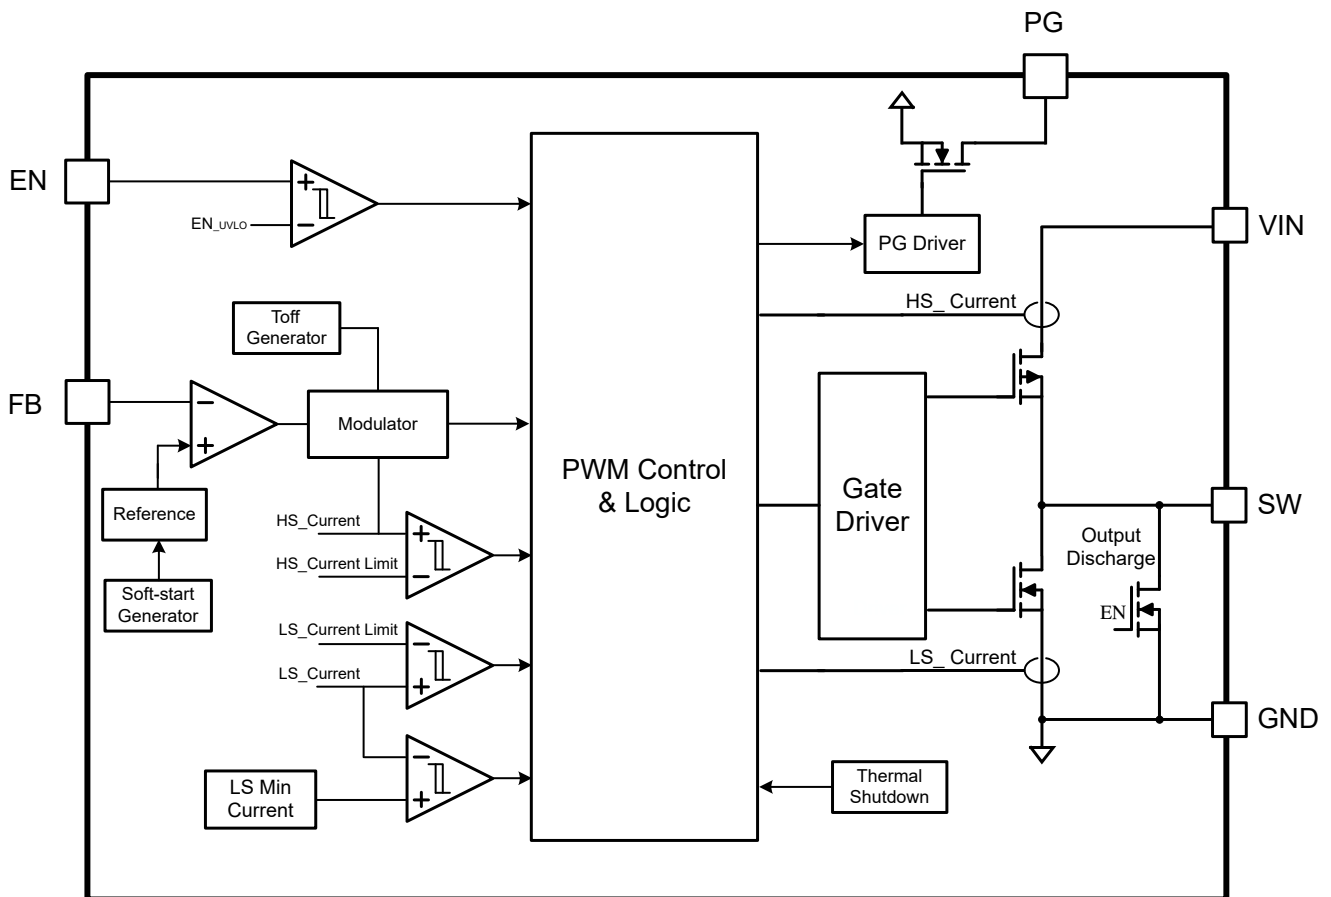 PG
EN
EN_UVLO
PG Driver
VIN
HS_ Current
Toff
Generator
FB
Modulator
PWM Control
& Logic
Gate
Driver
Reference
HS_Current
HS_Current Limit
SW
Output
Discharge
Soft-start
Generator
EN
LS_Current Limit
LS_Current
LS_ Current
GND
LS Min
Current
Thermal
Shutdown